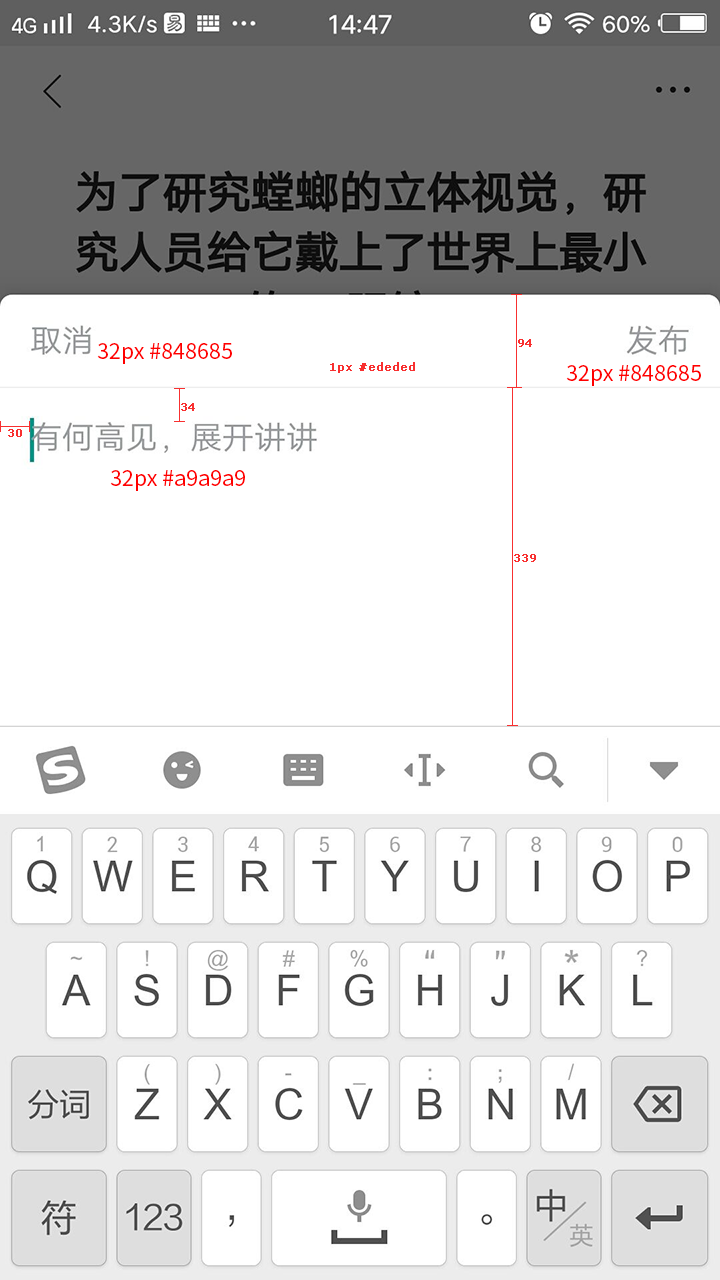 4G 4.3K/s 易 14:47 60%
为了研究螳螂的立体视觉，研
究人员给它戴上了世界上最小
取消 发布
32px #848685
94
1px #ededed
32px #848685
34
30
有何高见，展开讲讲
32px #a9a9a9
339
S
1 2 3 4 5 6 7 8 9 0
Q W E R T Y U I O P
~ ! @ # % “ ” * ?
A S D F G H J K L
( ) - _ : ; /
分词 Z X C V B N M
符 123 ， 。 中/英